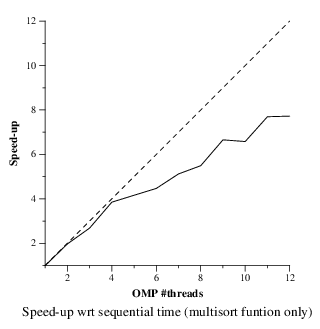 12
10
8
6
4
2
Speed-up
2 4 6 8 10 12
OMP #threads
Speed-up wrt sequential time (multisort funtion only)